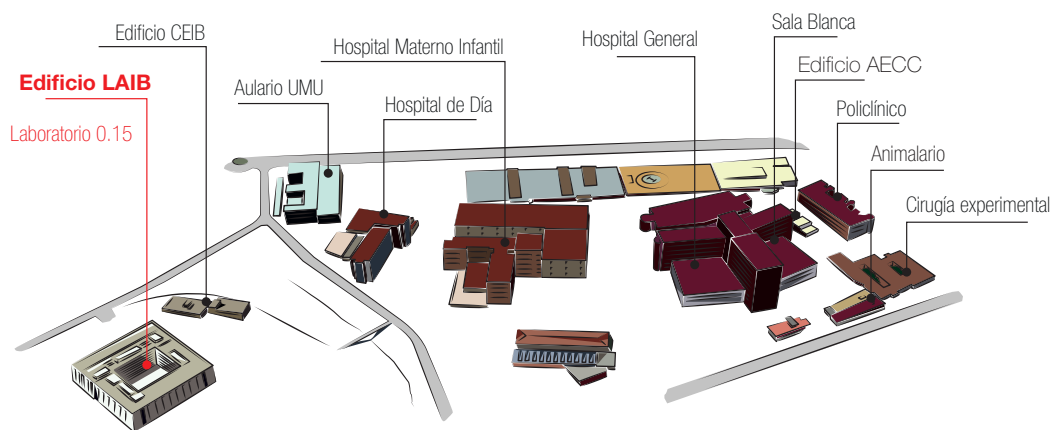 Edificio CEIB
Edificio LAIB
Laboratorio 0.15
Aulario UMU
Hospital Materno Infantil
Hospital de Día
Hospital General
Sala Blanca
Edificio AECC
Policlínico
Animalario
Cirugía experimental
H